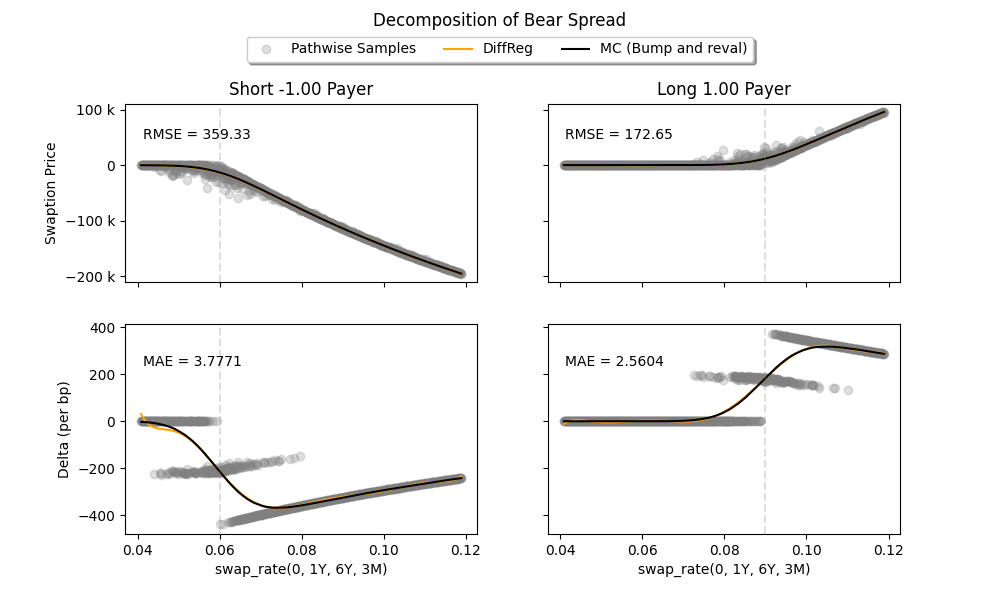 Decomposition of Bear Spread
Pathwise Samples DiffReg MC (Bump and reval)
Short -1.00 Payer
Long 1.00 Payer
100 k
0
−100 k
−200 k
Swaption Price
RMSE = 359.33
RMSE = 172.65
400
200
0
−200
−400
Delta (per bp)
MAE = 3.7771
MAE = 2.5604
0.04 0.06 0.08 0.10 0.12
swap_rate(0, 1Y, 6Y, 3M)
0.04 0.06 0.08 0.10 0.12
swap_rate(0, 1Y, 6Y, 3M)